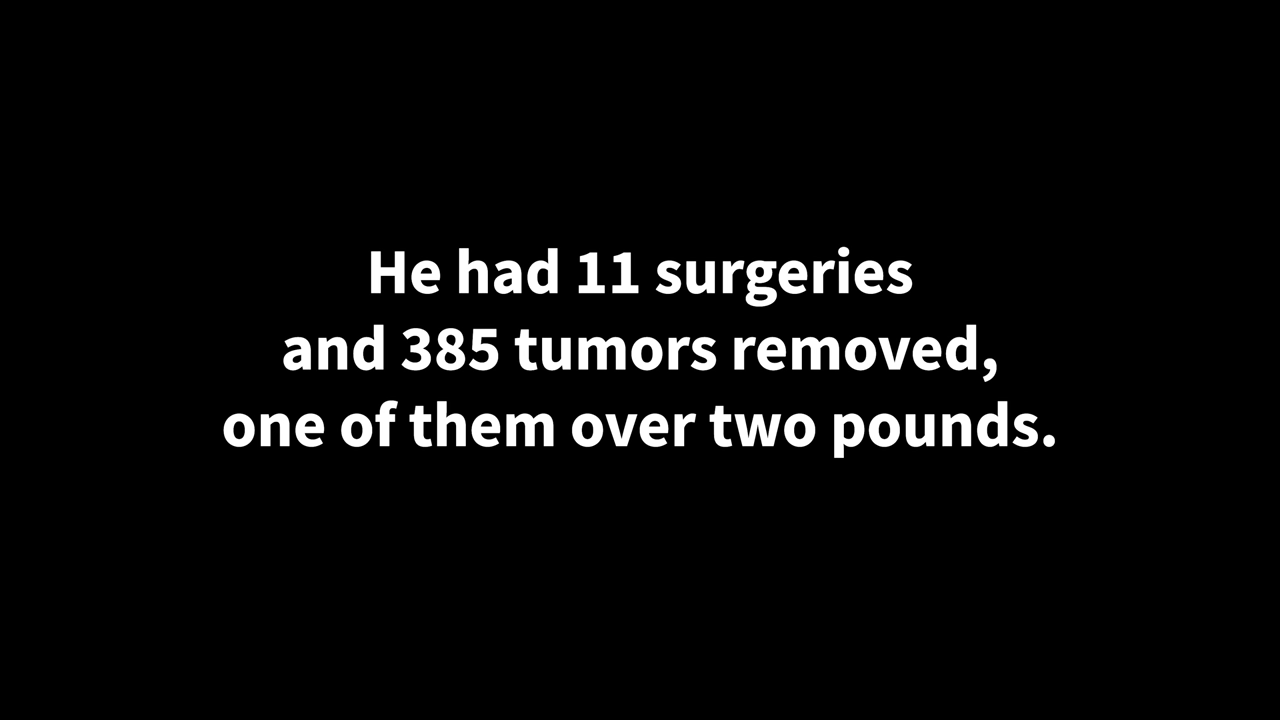 He had 11 surgeries
and 385 tumors removed,
one of them over two pounds.